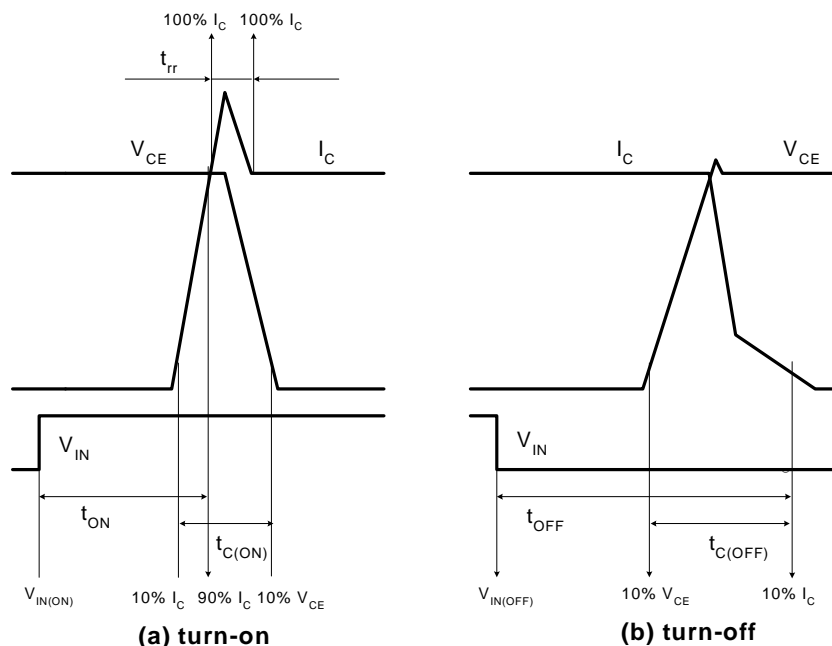 100% I_C 100% I_C
t_rr
V_CE I_C
I_C V_CE
V_IN
V_IN
t_ON
t_OFF
t_C(ON)
t_C(OFF)
V_IN(ON) 10% I_C 90% I_C 10% V_CE
V_IN(OFF) 10% V_CE 10% I_C
(a) turn-on
(b) turn-off